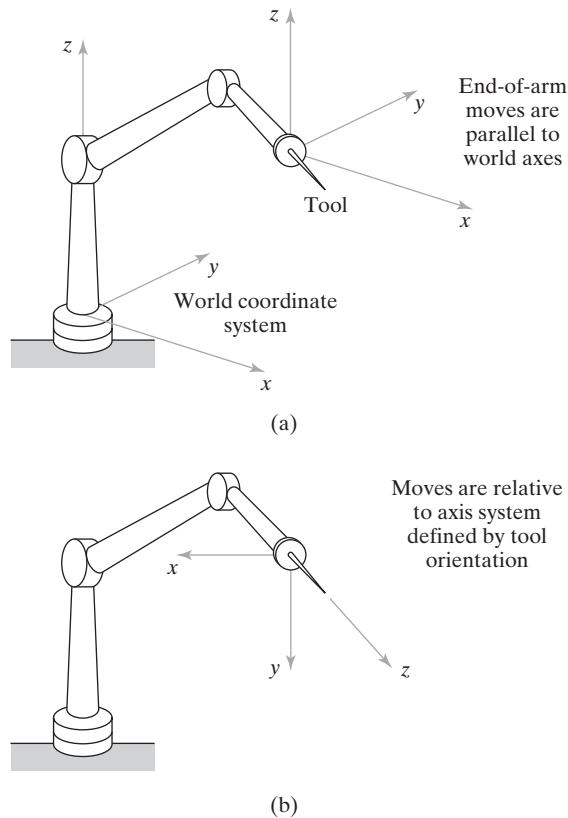 z
z
y
End-of-arm
moves are
parallel to
world axes
Tool
x
y
World coordinate
system
x
(a)
Moves are relative
to axis system
defined by tool
orientation
x
y
z
(b)